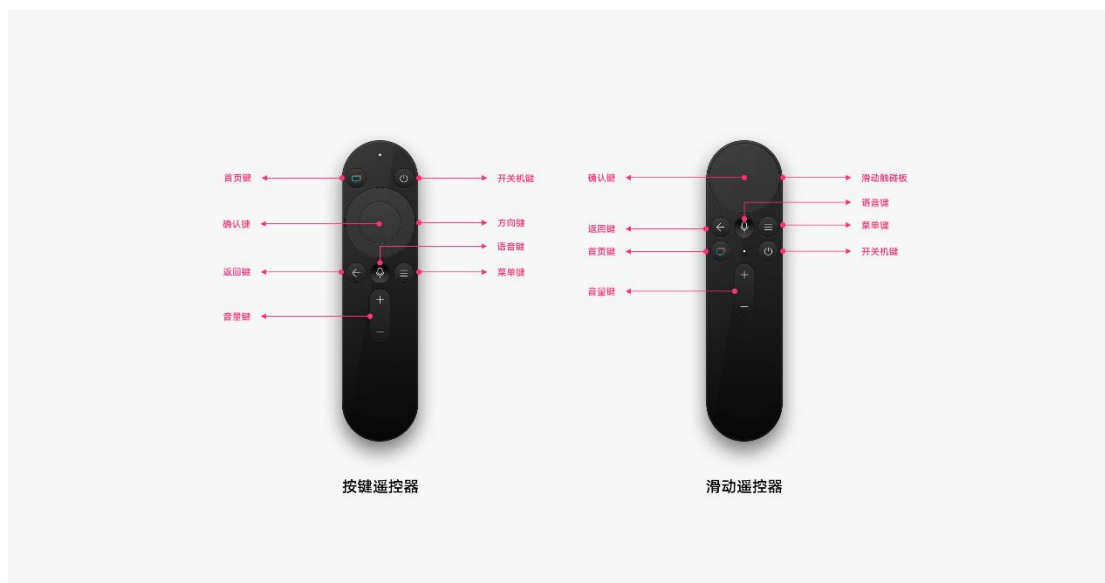 首页键
开关机键
确认键
方向键
语音键
返回键
菜单键
音量键
按键遥控器
确认键
滑动触碰板
语音键
返回键
菜单键
首页键
开关机键
音量键
滑动遥控器